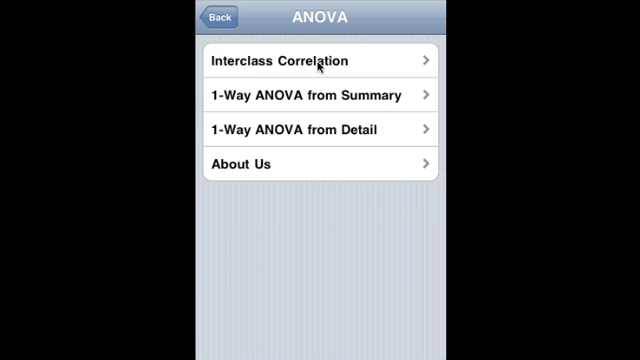 Back
ANOVA
Interclass Correlation
1-Way ANOVA from Summary
1-Way ANOVA from Detail
About Us